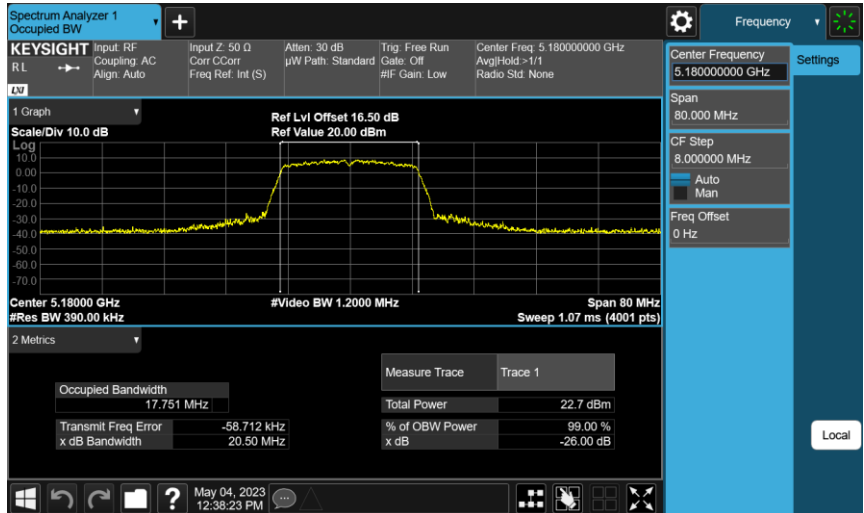 Spectrum Analyzer 1
Occupied BW
+
Frequency
KEYSIGHT
RL
LXI
Input: RF
Coupling: AC
Align: Auto
Input Z: 50 Ω
Corr CCorr
Freq Ref: Int (S)
Atten: 30 dB
µW Path: Standard
Trig: Free Run
Gate: Off
#IF Gain: Low
Center Freq: 5.180000000 GHz
Avg|Hold:>1/1
Radio Std: None
Center Frequency
5.180000000 GHz
Settings
Span
80.000 MHz
CF Step
8.000000 MHz
Auto
Man
Freq Offset
0 Hz
Local
1 Graph
Scale/Div 10.0 dB
Ref Lvl Offset 16.50 dB
Ref Value 20.00 dBm
Log
10.0
0.00
-10.0
-20.0
-30.0
-40.0
-50.0
-60.0
-70.0
Center 5.18000 GHz
#Res BW 390.00 kHz
#Video BW 1.2000 MHz
Span 80 MHz
Sweep 1.07 ms (4001 pts)
2 Metrics
Occupied Bandwidth
17.751 MHz
Transmit Freq Error -58.712 kHz
x dB Bandwidth 20.50 MHz
Measure Trace Trace 1
Total Power 22.7 dBm
% of OBW Power 99.00 %
x dB -26.00 dB
?
May 04, 2023
12:38:23 PM